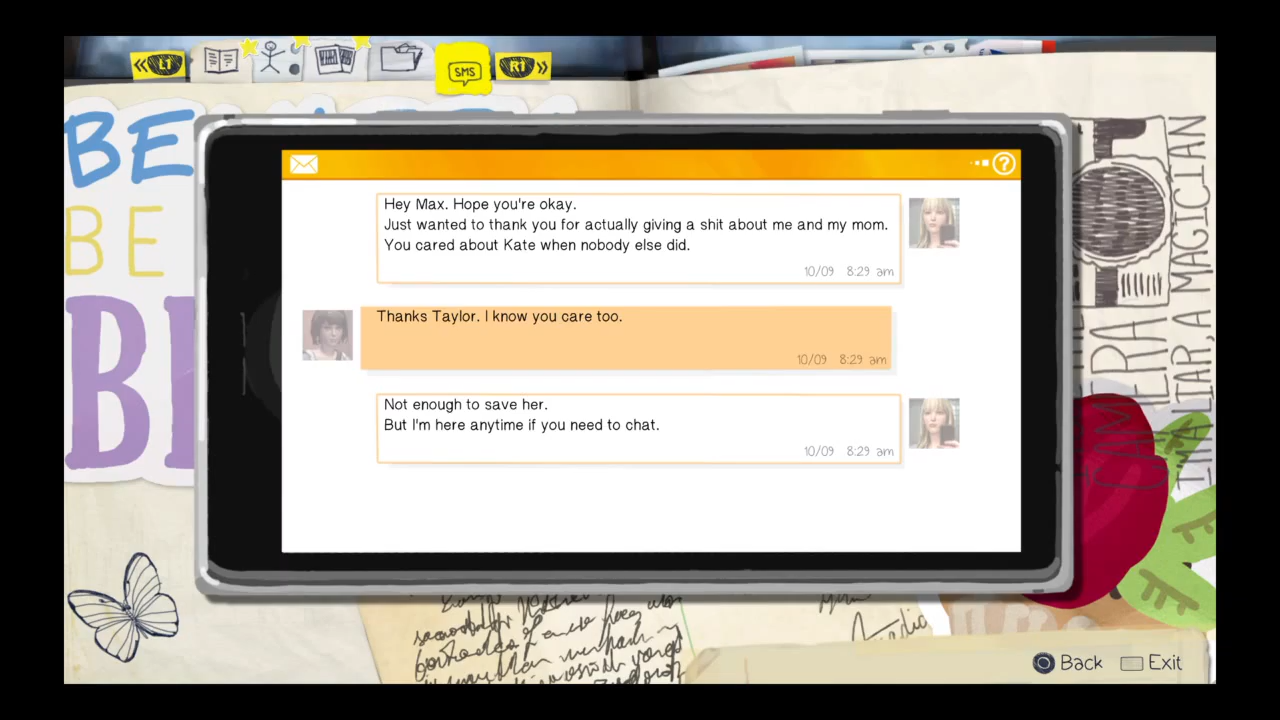 L1
SMS
R1
BE
BE
Hey Max. Hope you're okay.
Just wanted to thank you for actually giving a shit about me and my mom.
You cared about Kate when nobody else did.
10/09 8:29 am
Thanks Taylor. I know you care too.
10/09 8:29 am
Not enough to save her.
But I'm here anytime if you need to chat.
10/09 8:29 am
CAMERA
I'M A LIAR, A MAGICIAN
Back
Exit